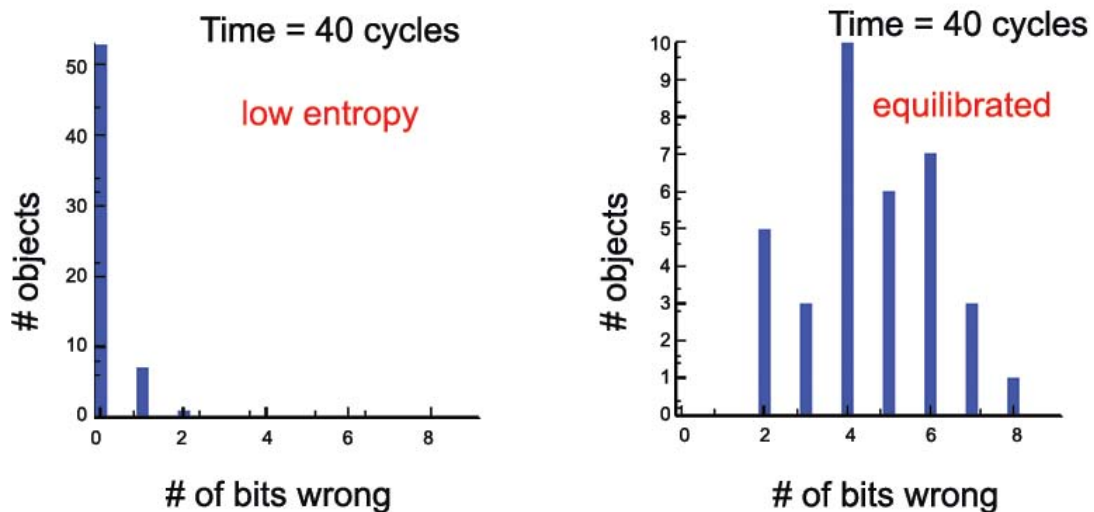 Time = 40 cycles
low entropy
# objects
50
40
30
20
10
0
0 2 4 6 8
# of bits wrong
Time = 40 cycles
equilibrated
# objects
10
9
8
7
6
5
4
3
2
1
0
0 2 4 6 8
# of bits wrong